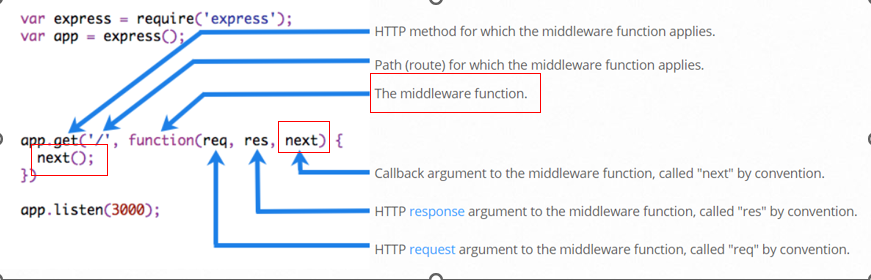 var express = require('express');
var app = express();
HTTP method for which the middleware function applies.
Path (route) for which the middleware function applies.
The middleware function.
app.get('/', function(req, res, next) {
next();
})
Callback argument to the middleware function, called "next" by convention.
app.listen(3000);
HTTP response argument to the middleware function, called "res" by convention.
HTTP request argument to the middleware function, called "req" by convention.